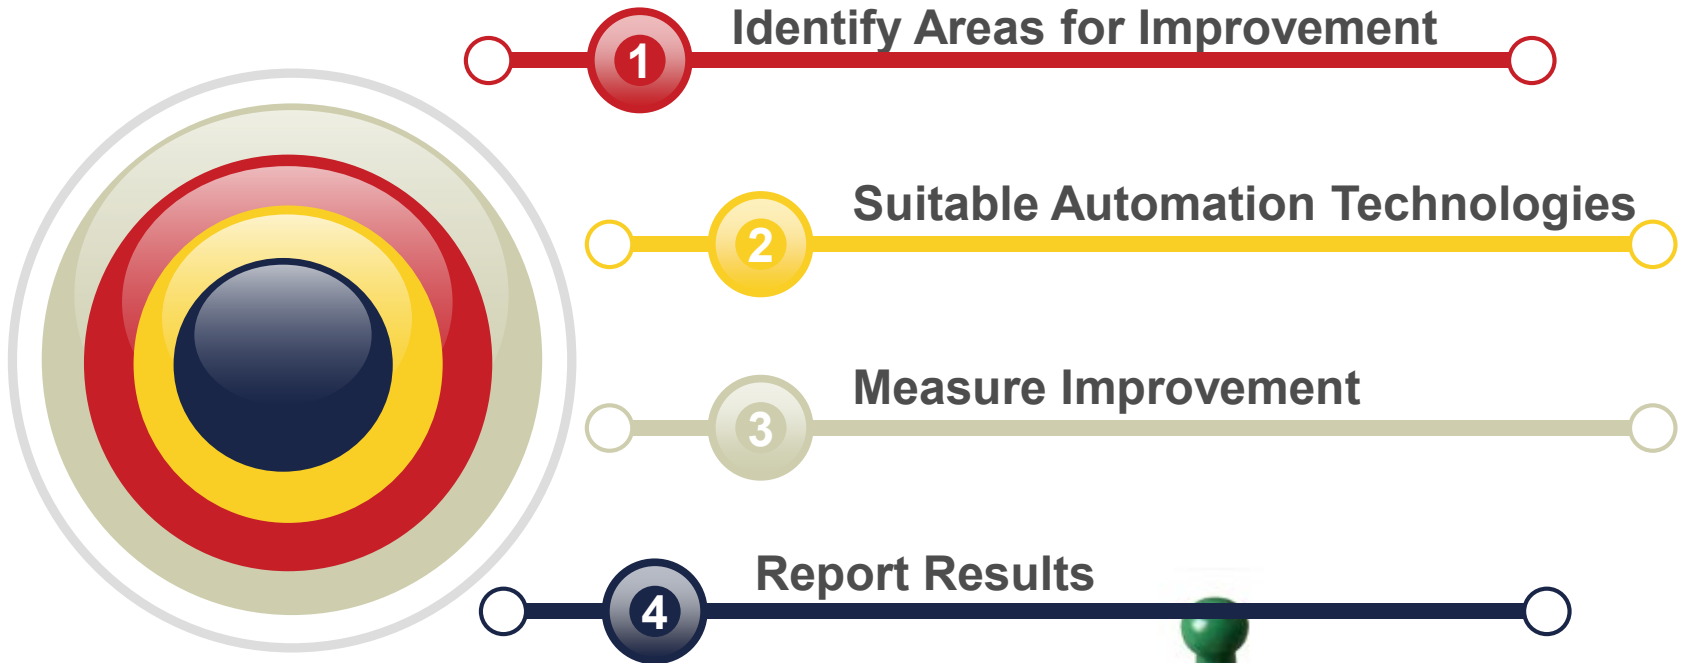 1 Identify Areas for Improvement
2 Suitable Automation Technologies
3 Measure Improvement
4 Report Results